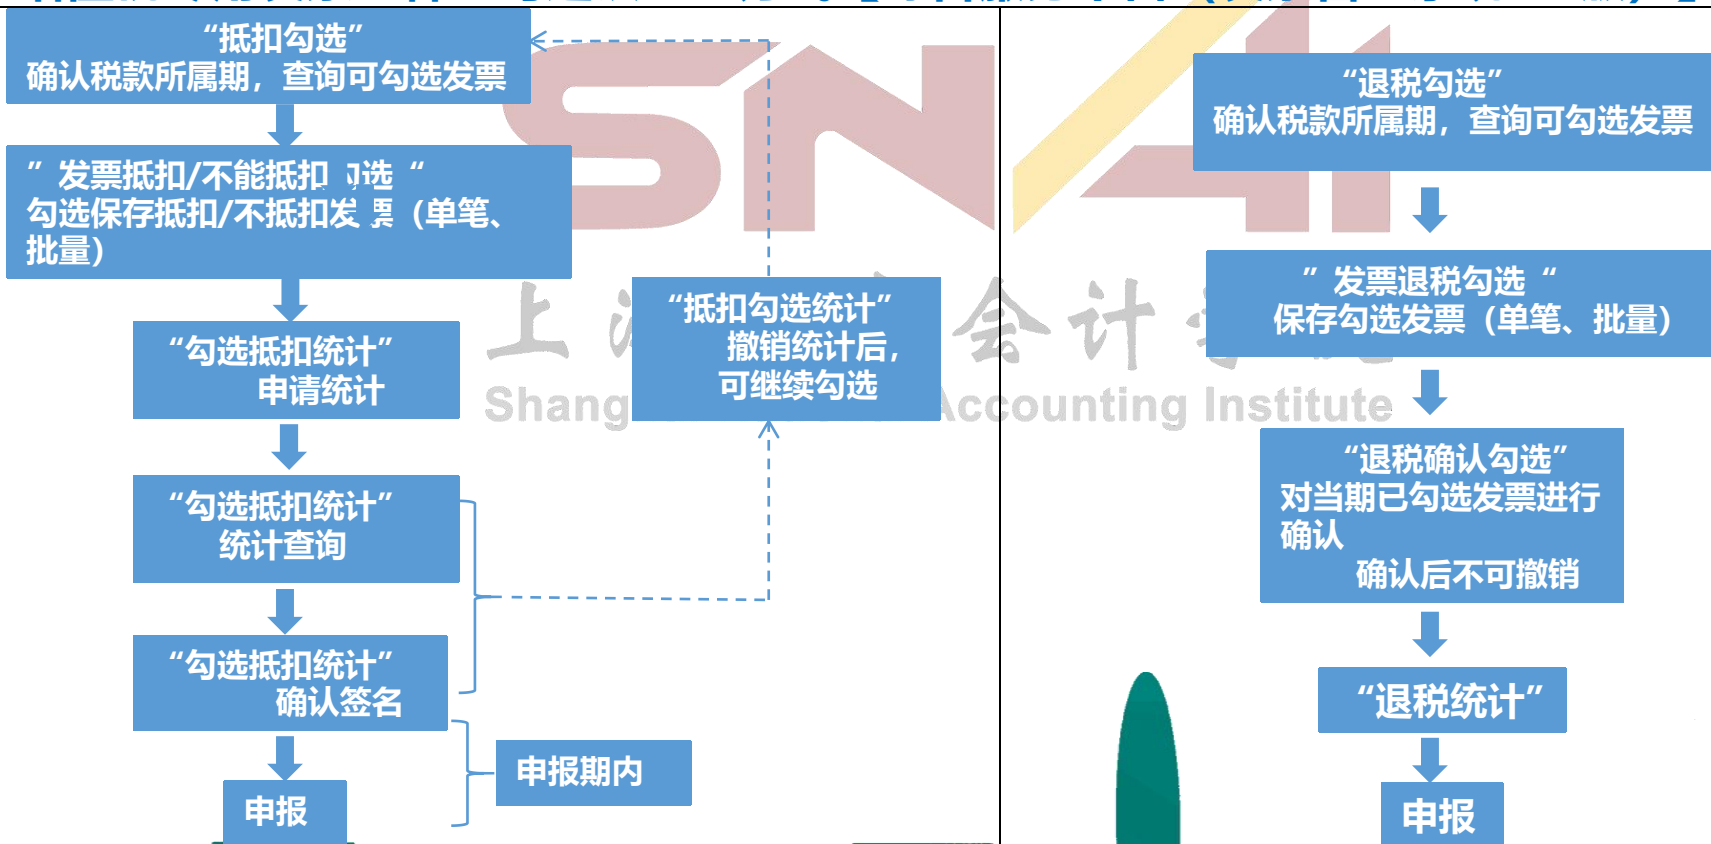 “抵扣勾选”
确认税款所属期，查询可勾选发票
”发票抵扣/不能抵扣勾选“
勾选保存抵扣/不抵扣发票（单笔、
批量）
“勾选抵扣统计”
申请统计
“勾选抵扣统计”
统计查询
“勾选抵扣统计”
确认签名
申报
申报期内
“抵扣勾选统计”
撤销统计后，
可继续勾选
“退税勾选”
确认税款所属期，查询可勾选发票
”发票退税勾选“
保存勾选发票（单笔、批量）
“退税确认勾选”
对当期已勾选发票进行
确认
确认后不可撤销
“退税统计”
申报
SNAI
上 会计
Shang Accounting Institute